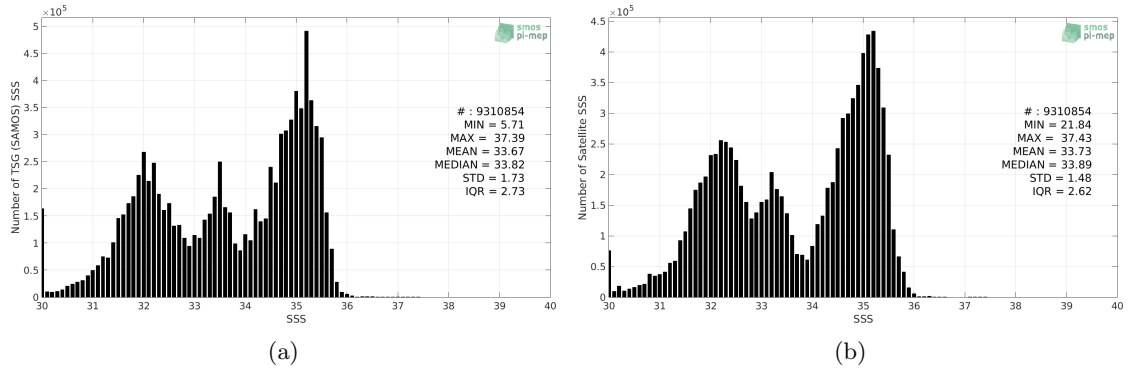 ×10⁵
5
4.5
4
3.5
3
2.5
2
1.5
1
0.5
0
Number of TSG (SAMOS) SSS
smos
pi-mep
# : 9310854
MIN = 5.71
MAX = 37.39
MEAN = 33.67
MEDIAN = 33.82
STD = 1.73
IQR = 2.73
30 31 32 33 34 35 36 37 38 39 40
SSS
(a)
×10⁵
4.5
4
3.5
3
2.5
2
1.5
1
0.5
0
Number of Satellite SSS
smos
pi-mep
# : 9310854
MIN = 21.84
MAX = 37.43
MEAN = 33.73
MEDIAN = 33.89
STD = 1.48
IQR = 2.62
30 31 32 33 34 35 36 37 38 39 40
SSS
(b)